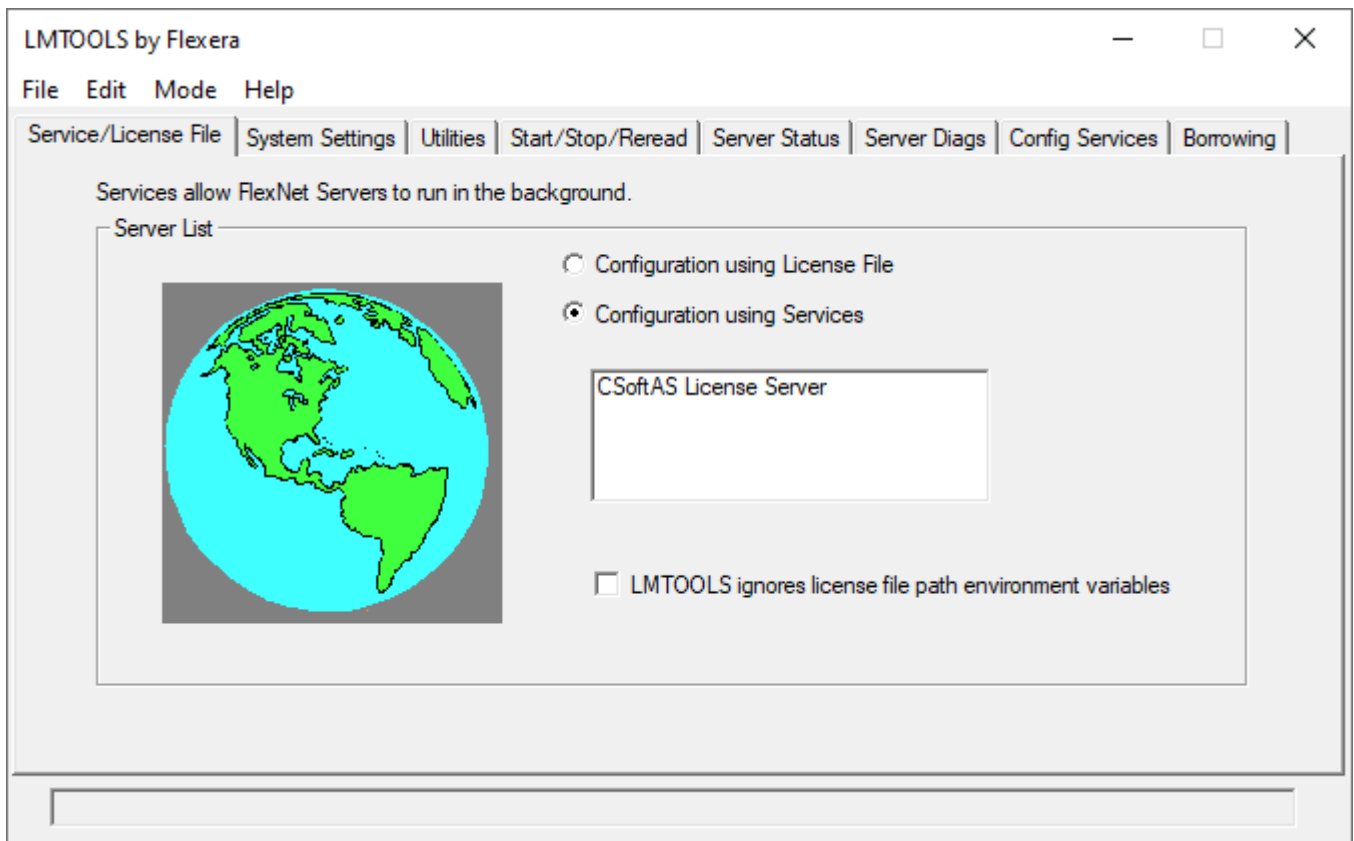 LMTOOLS by Flexera
File Edit Mode Help
Service/License File System Settings Utilities Start/Stop/Reread Server Status Server Diags Config Services Borrowing
Services allow FlexNet Servers to run in the background.
Server List
Configuration using License File
Configuration using Services
CSoftAS License Server
LMTOOLS ignores license file path environment variables